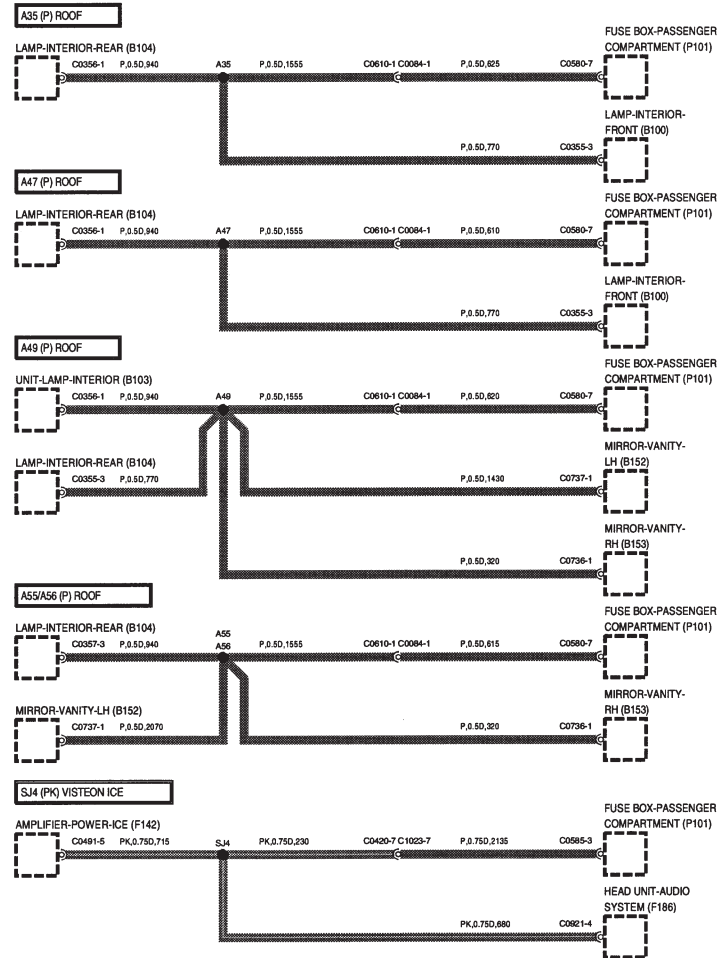 A35 (P) ROOF
FUSE BOX-PASSENGER
LAMP-INTERIOR-REAR (B104)
COMPARTMENT (P101)
C0356-1 P,0.5D,940 A35 P,0.5D,1555 C0610-1 C0084-1 P,0.5D,625 C0580-7
LAMP-INTERIOR-
FRONT (B100)
P,0.5D,770 C0355-3
A47 (P) ROOF
FUSE BOX-PASSENGER
LAMP-INTERIOR-REAR (B104)
COMPARTMENT (P101)
C0356-1 P,0.5D,940 A47 P,0.5D,1555 C0610-1 C0084-1 P,0.5D,610 C0580-7
LAMP-INTERIOR-
FRONT (B100)
P,0.5D,770 C0355-3
A49 (P) ROOF
FUSE BOX-PASSENGER
UNIT-LAMP-INTERIOR (B103)
COMPARTMENT (P101)
C0356-1 P,0.5D,940 A49 P,0.5D,1555 C0610-1 C0084-1 P,0.5D,620 C0580-7
MIRROR-VANITY-
LAMP-INTERIOR-REAR (B104)
LH (B152)
C0355-3 P,0.5D,770 P,0.5D,1430 C0737-1
MIRROR-VANITY-
RH (B153)
P,0.5D,320 C0736-1
A55/A56 (P) ROOF
FUSE BOX-PASSENGER
LAMP-INTERIOR-REAR (B104)
COMPARTMENT (P101)
A55
C0357-3 P,0.5D,940 A56 P,0.5D,1555 C0610-1 C0084-1 P,0.5D,615 C0580-7
MIRROR-VANITY-
MIRROR-VANITY-LH (B152)
RH (B153)
C0737-1 P,0.5D,2070 P,0.5D,320 C0736-1
SJ4 (PK) VISTEON ICE
FUSE BOX-PASSENGER
AMPLIFIER-POWER-ICE (F142)
COMPARTMENT (P101)
C0491-5 PK,0.75D,715 SJ4 PK,0.75D,230 C0420-7 C1023-7 P,0.75D,2135 C0585-3
HEAD UNIT-AUDIO
SYSTEM (F186)
PK,0.75D,680 C0921-4